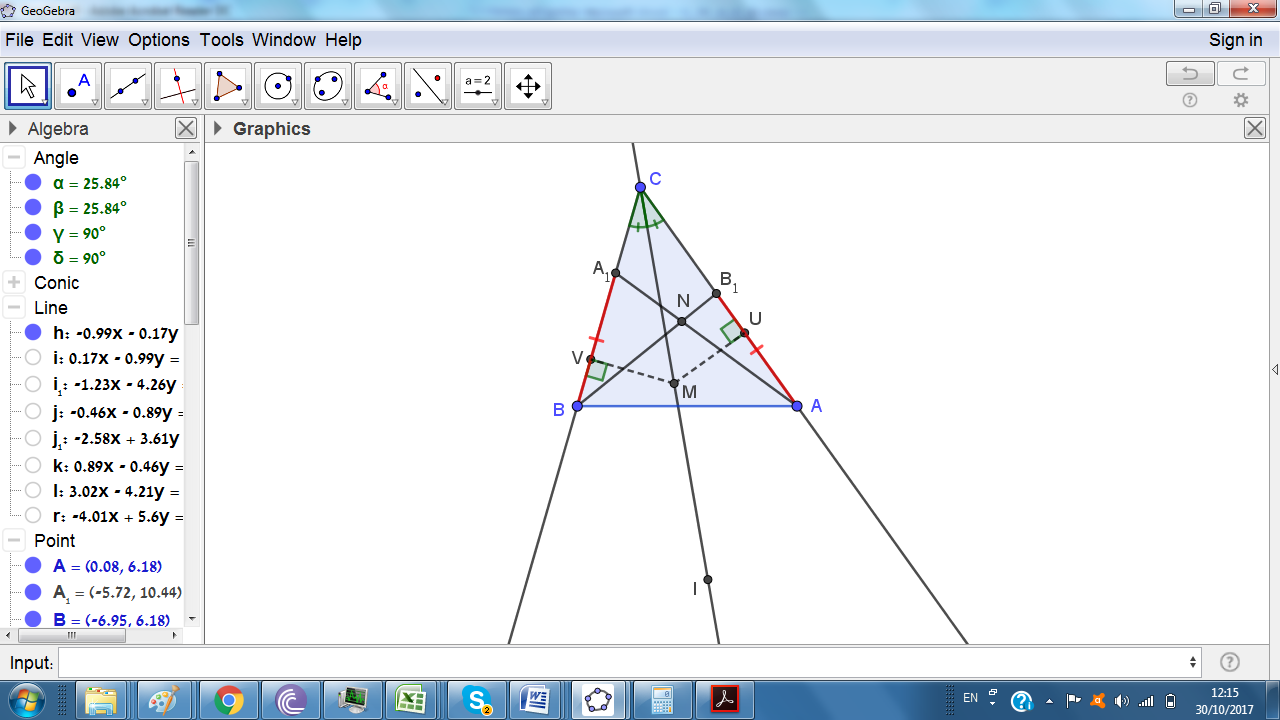 GeoGebra
File Edit View Options Tools Window Help
Sign in
A
α
a = 2
Algebra
Graphics
Angle
α = 25.84°
β = 25.84°
γ = 90°
δ = 90°
Conic
Line
h: -0.99x - 0.17y
i: 0.17x - 0.99y =
i₁: -1.23x - 4.26y
j: -0.46x - 0.89y =
j₁: -2.58x + 3.61y
k: 0.89x - 0.46y =
l: 3.02x - 4.21y =
r: -4.01x + 5.6y =
Point
A = (0.08, 6.18)
A₁ = (-5.72, 10.44)
B = (-6.95, 6.18)
C
A₁
B₁
N
U
V
M
B
A
I
Input:
EN
12:15
30/10/2017